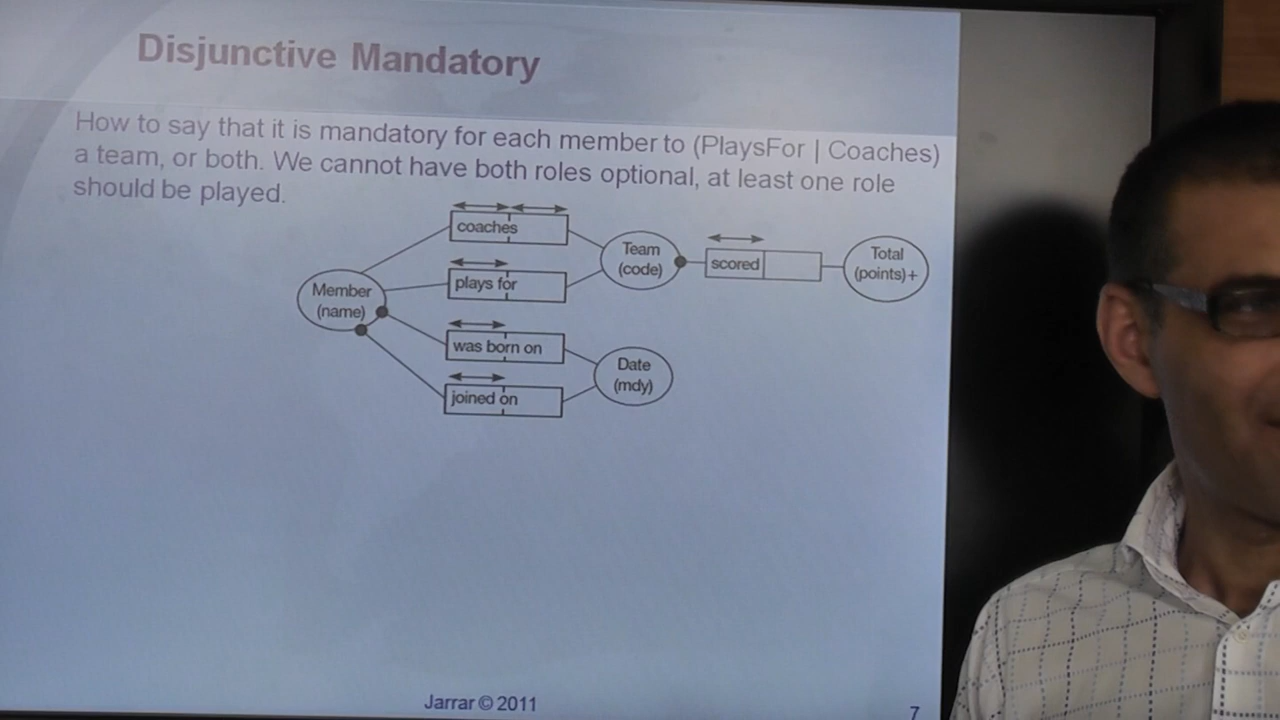 Disjunctive Mandatory
How to say that it is mandatory for each member to (PlaysFor | Coaches)
a team, or both. We cannot have both roles optional, at least one role
should be played.
coaches
plays for
was born on
joined on
Member
(name)
Team
(code)
scored
Total
(points)+
Date
(mdy)
Jarrar © 2011
7